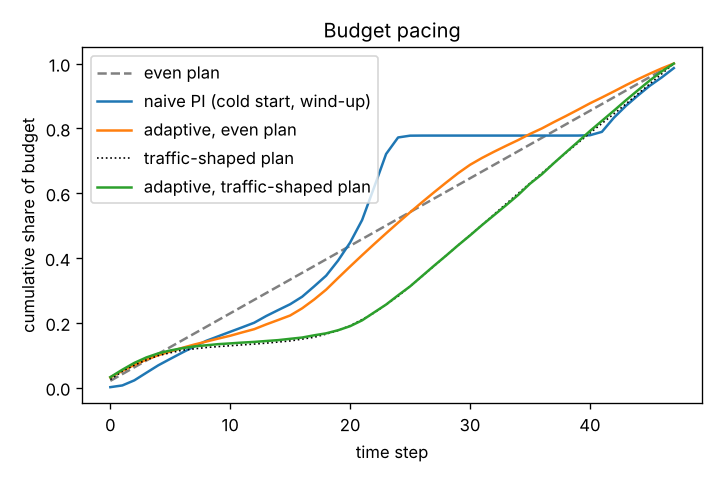 Budget pacing
cumulative share of budget
1.0
0.8
0.6
0.4
0.2
0.0
even plan
naive PI (cold start, wind-up)
adaptive, even plan
traffic-shaped plan
adaptive, traffic-shaped plan
0 10 20 30 40
time step